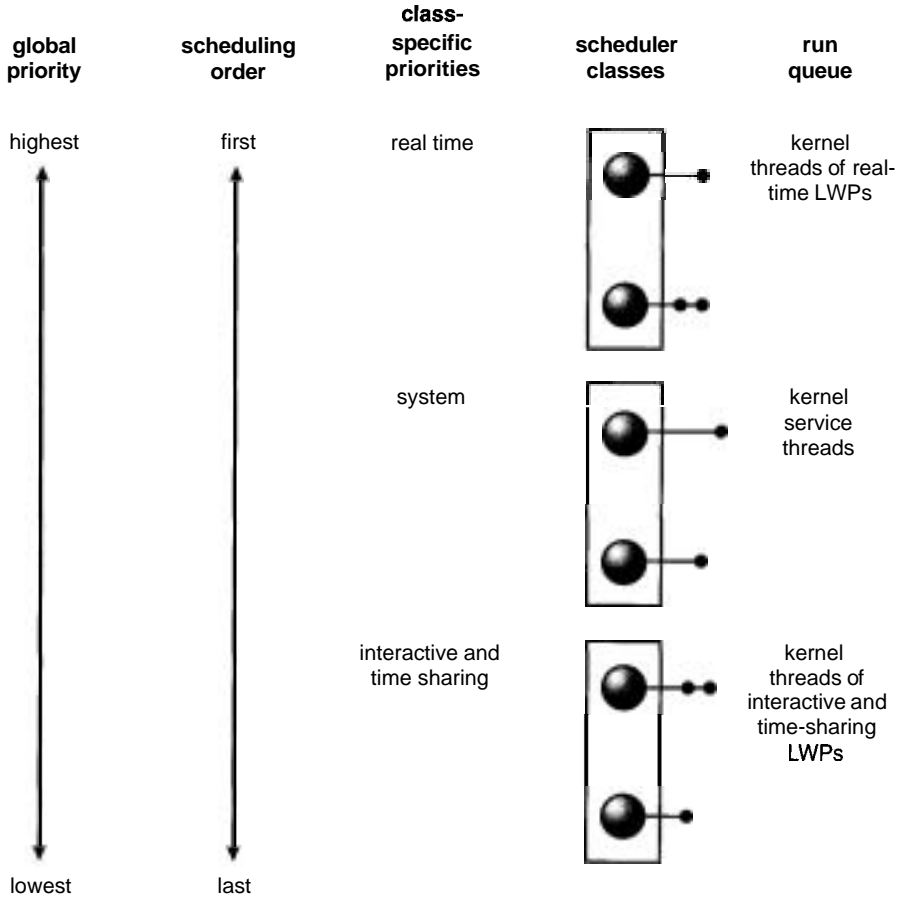 global
priority
scheduling
order
class-
specific
priorities
scheduler
classes
run
queue
highest
first
real time
kernel
threads of real-
time LWPs
system
kernel
service
threads
interactive and
time sharing
kernel
threads of
interactive and
time-sharing
LWPs
lowest
last